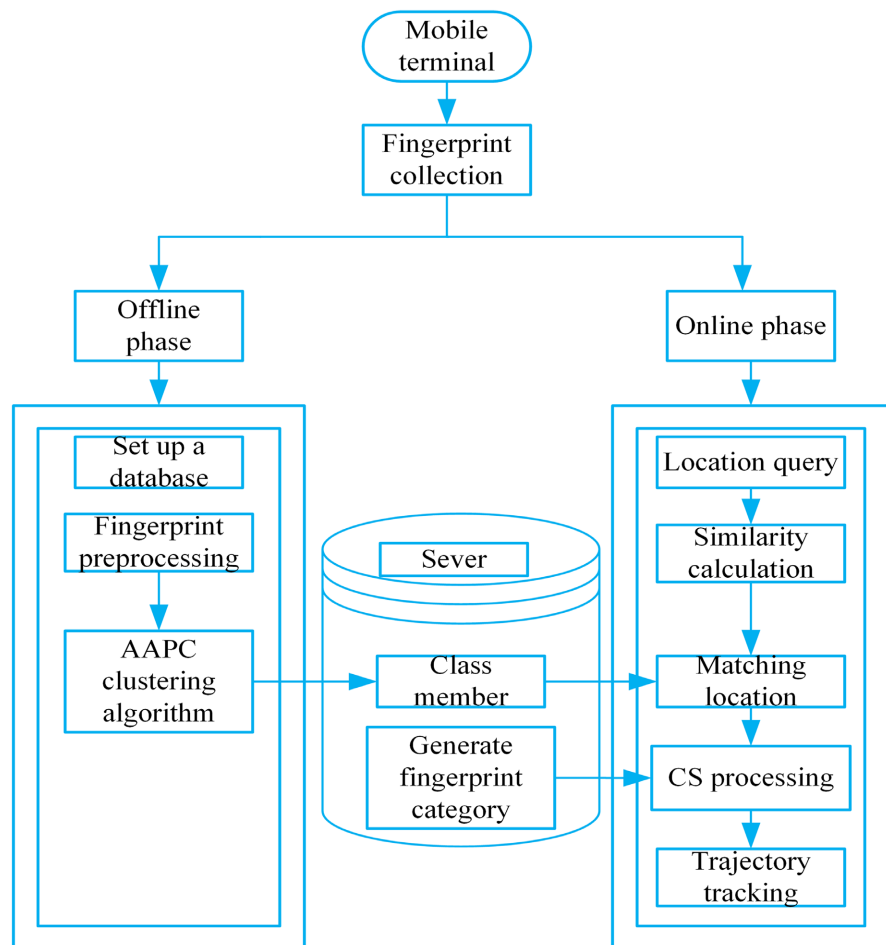 Mobile
terminal
Fingerprint
collection
Offline
phase
Online phase
Set up a
database
Fingerprint
preprocessing
AAPC
clustering
algorithm
Sever
Class
member
Generate
fingerprint
category
Location query
Similarity
calculation
Matching
location
CS processing
Trajectory
tracking